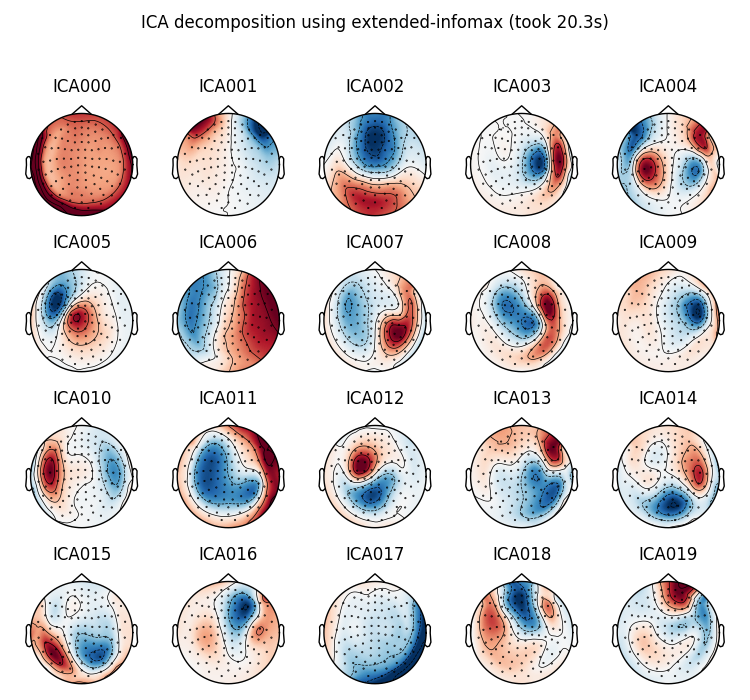 ICA decomposition using extended-infomax (took 20.3s)
ICA000 ICA001 ICA002 ICA003 ICA004
ICA005 ICA006 ICA007 ICA008 ICA009
ICA010 ICA011 ICA012 ICA013 ICA014
ICA015 ICA016 ICA017 ICA018 ICA019